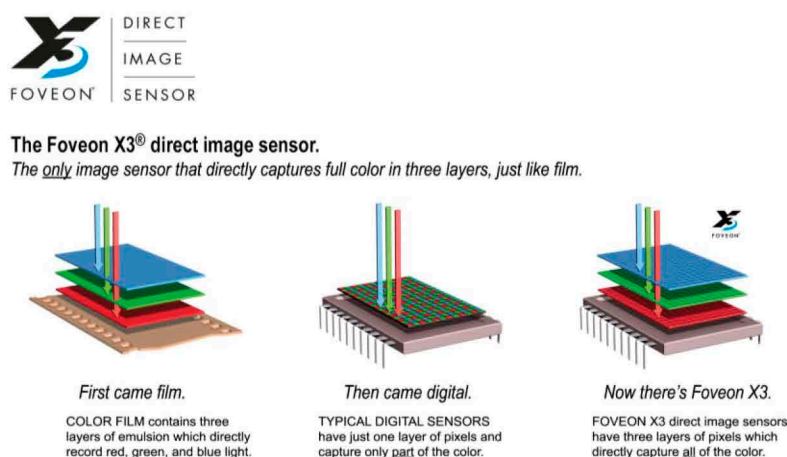 X3
FOVEON®
DIRECT
IMAGE
SENSOR
The Foveon X3® direct image sensor.
The only image sensor that directly captures full color in three layers, just like film.
X3
FOVEON®
First came film.
COLOR FILM contains three
layers of emulsion which directly
record red, green, and blue light.
Then came digital.
TYPICAL DIGITAL SENSORS
have just one layer of pixels and
capture only part of the color.
Now there's Foveon X3.
FOVEON X3 direct image sensors
have three layers of pixels which
directly capture all of the color.